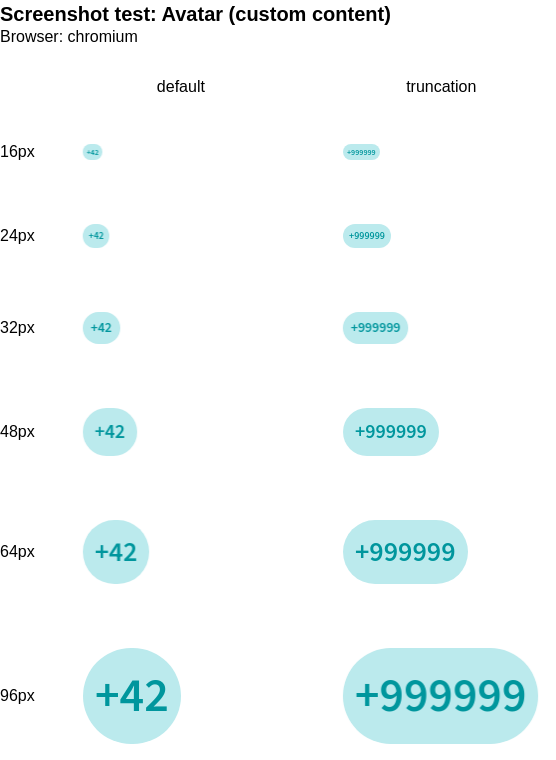 Screenshot test: Avatar (custom content)
Browser: chromium
default truncation
16px +42 +999999
24px +42 +999999
32px +42 +999999
48px +42 +999999
64px +42 +999999
96px +42 +999999